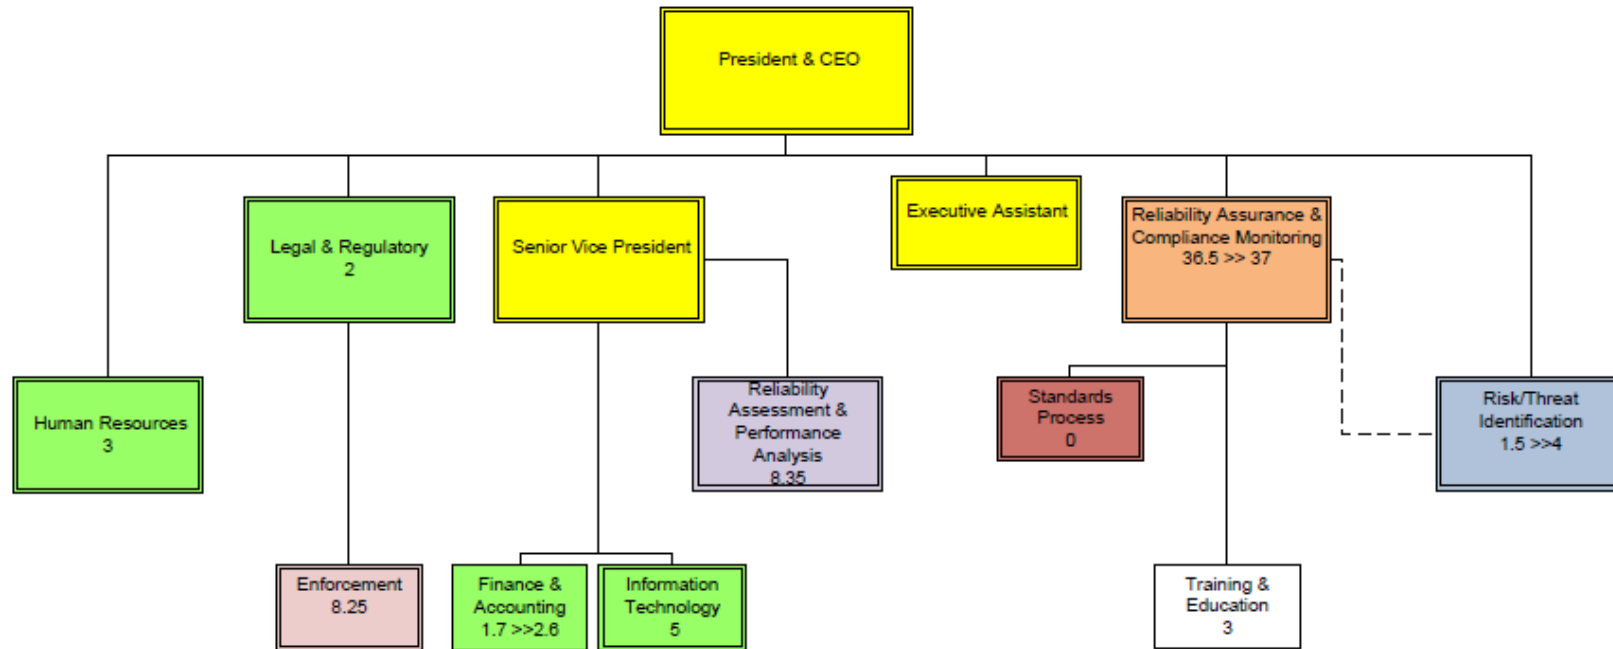 President & CEO
Executive Assistant
Legal & Regulatory
2
Senior Vice President
Reliability Assurance &
Compliance Monitoring
36.5 >> 37
Human Resources
3
Reliability
Assessment &
Performance
Analysis
8.35
Standards
Process
0
Risk/Threat
Identification
1.5 >>4
Enforcement
8.25
Finance &
Accounting
1.7 >>2.6
Information
Technology
5
Training &
Education
3